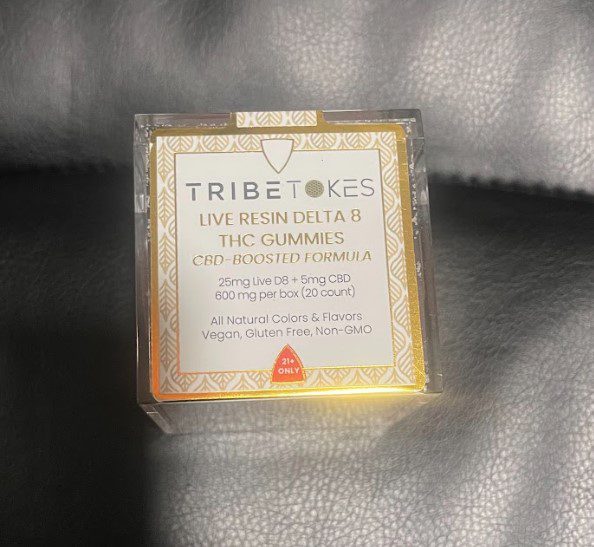 TRIBETOKES
LIVE RESIN DELTA 8
THC GUMMIES
CBD-BOOSTED FORMULA
25mg Live D8 + 5mg CBD
600 mg per box (20 count)
All Natural Colors & Flavors
Vegan, Gluten Free, Non-GMO
21+
ONLY